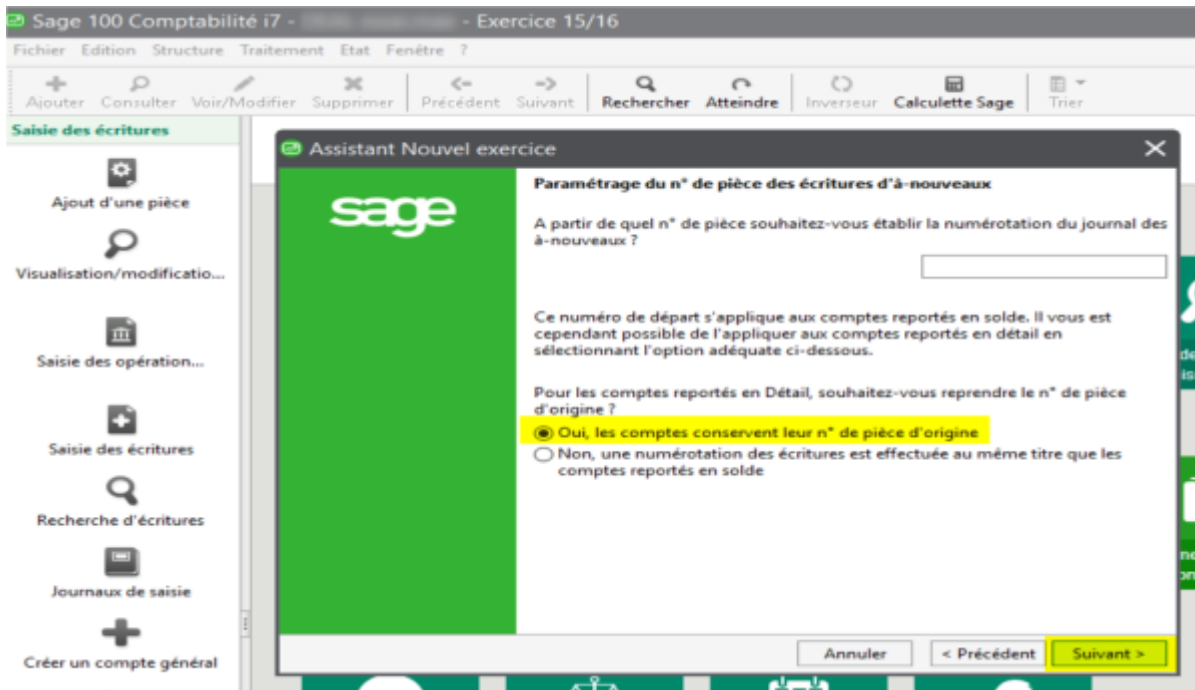 Sage 100 Comptabilité i7 - - Exercice 15/16
Fichier Edition Structure Traitement Etat Fenêtre ?
Ajouter Consulter Voir/Modifier Supprimer Précédent Suivant Rechercher Atteindre Inverseur Calculette Sage Trier
Saisie des écritures
Ajout d'une pièce
Visualisation/modificatio...
Saisie des opération...
Saisie des écritures
Recherche d'écritures
Journaux de saisie
Créer un compte général
Assistant Nouvel exercice
sage
Paramétrage du n° de pièce des écritures d'à-nouveaux
A partir de quel n° de pièce souhaitez-vous établir la numérotation du journal des
à-nouveaux ?
Ce numéro de départ s'applique aux comptes reportés en solde. Il vous est
cependant possible de l'appliquer aux comptes reportés en détail en
sélectionnant l'option adéquate ci-dessous.
Pour les comptes reportés en Détail, souhaitez-vous reprendre le n° de pièce
d'origine ?
Oui, les comptes conservent leur n° de pièce d'origine
Non, une numérotation des écritures est effectuée au même titre que les
comptes reportés en solde
Annuler < Précédent Suivant >